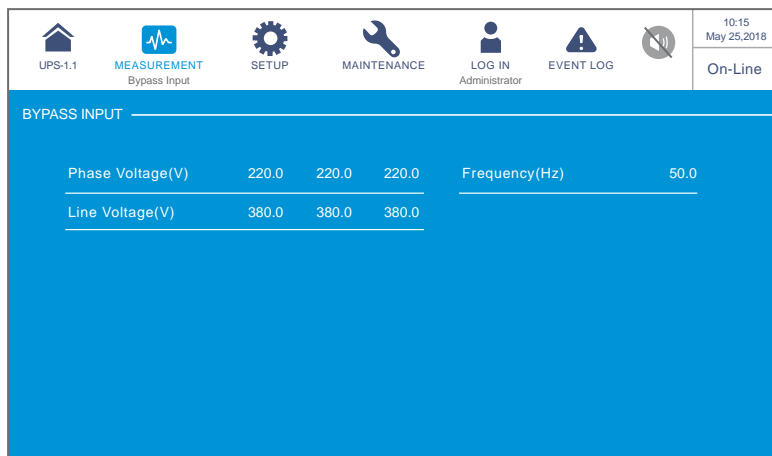 10:15
May 25,2018
UPS-1.1 MEASUREMENT SETUP MAINTENANCE LOG IN EVENT LOG
Bypass Input Administrator
On-Line
BYPASS INPUT
Phase Voltage(V) 220.0 220.0 220.0 Frequency(Hz) 50.0
Line Voltage(V) 380.0 380.0 380.0